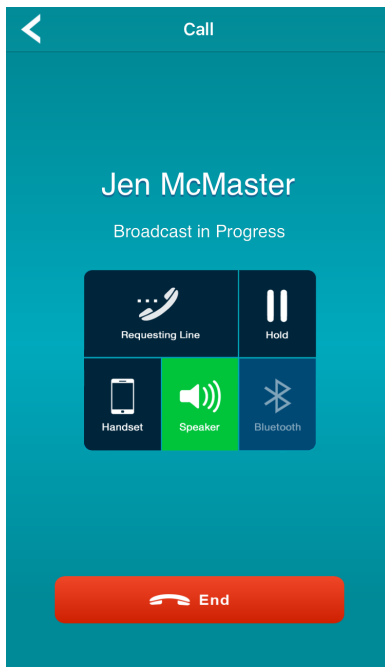 Call
Jen McMaster
Broadcast in Progress
Requesting Line
Hold
Handset
Speaker
Bluetooth
End